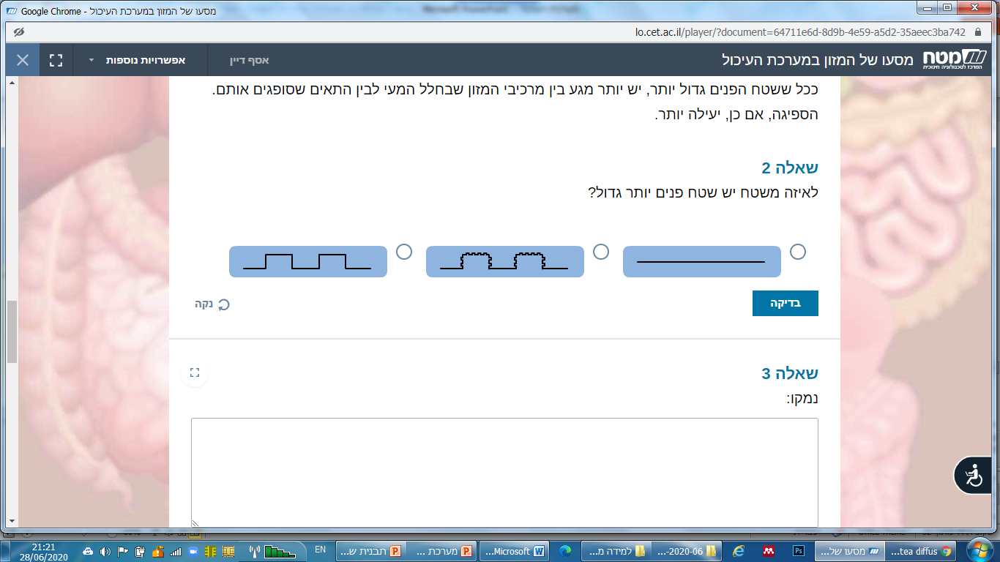 מסעו של המזון במערכת העיכול - Google Chrome
lo.cet.ac.il/player/?document=64711e6d-8d9b-4e59-a5d2-35aeec3ba742
מטח
המרכז לטכנולוגיה חינוכית
מסעו של המזון במערכת העיכול
אסף דיין
אפשרויות נוספות
ככל ששטח הפנים גדול יותר, יש יותר מגע בין מרכיבי המזון שבחלל המעי לבין התאים שסופגים אותם.
הספיגה, אם כן, יעילה יותר.
שאלה 2
לאיזה משטח יש שטח פנים יותר גדול?
בדיקה
נקה
שאלה 3
נמקו:
21:21
28/06/2020
EN
תבנית ש...
מערכת ...
Microsoft...
למידה מ...
2020-06-...
Ps
מסעו של...
tea diffus...